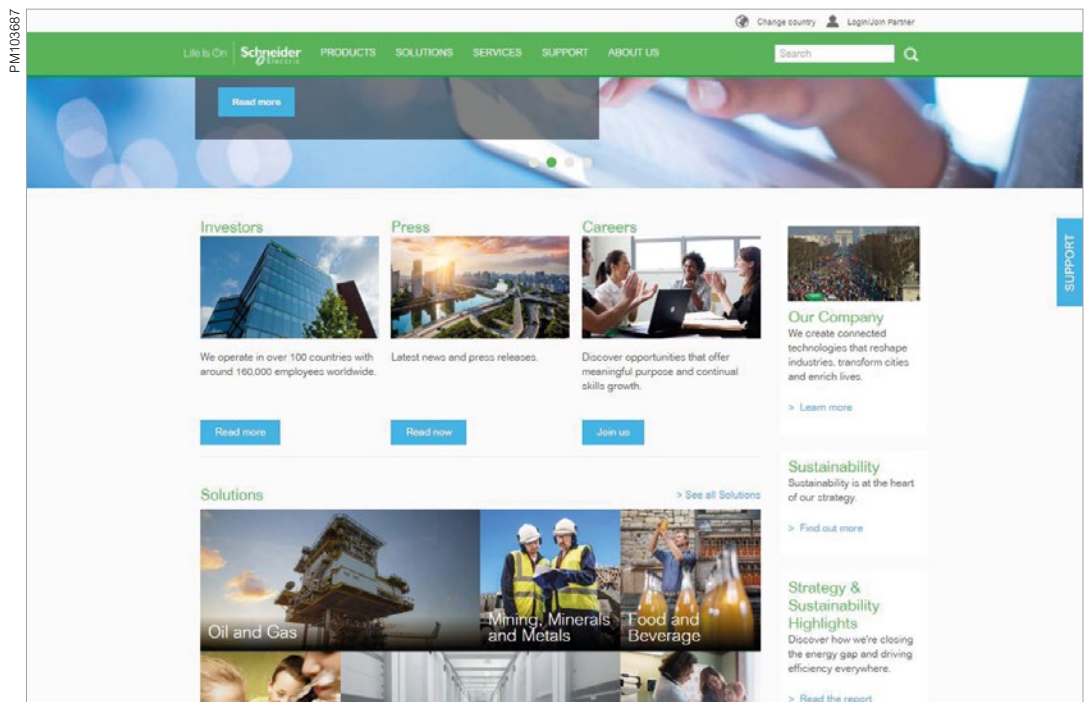 PM103687
Change country
Login/Join Partner
Life Is On
Schneider
Electric
PRODUCTS
SOLUTIONS
SERVICES
SUPPORT
ABOUT US
Search
Read more
Investors
We operate in over 100 countries with
around 160,000 employees worldwide.
Read more
Press
Latest news and press releases.
Read now
Careers
Discover opportunities that offer
meaningful purpose and continual
skills growth.
Join us
Our Company
We create connected
technologies that reshape
industries, transform cities
and enrich lives.
> Learn more
SUPPORT
Sustainability
Sustainability is at the heart
of our strategy.
> Find out more
Solutions
> See all Solutions
Oil and Gas
Mining, Minerals
and Metals
Food and
Beverage
Strategy &
Sustainability
Highlights
Discover how we're closing
the energy gap and driving
efficiency everywhere.
> Read the report